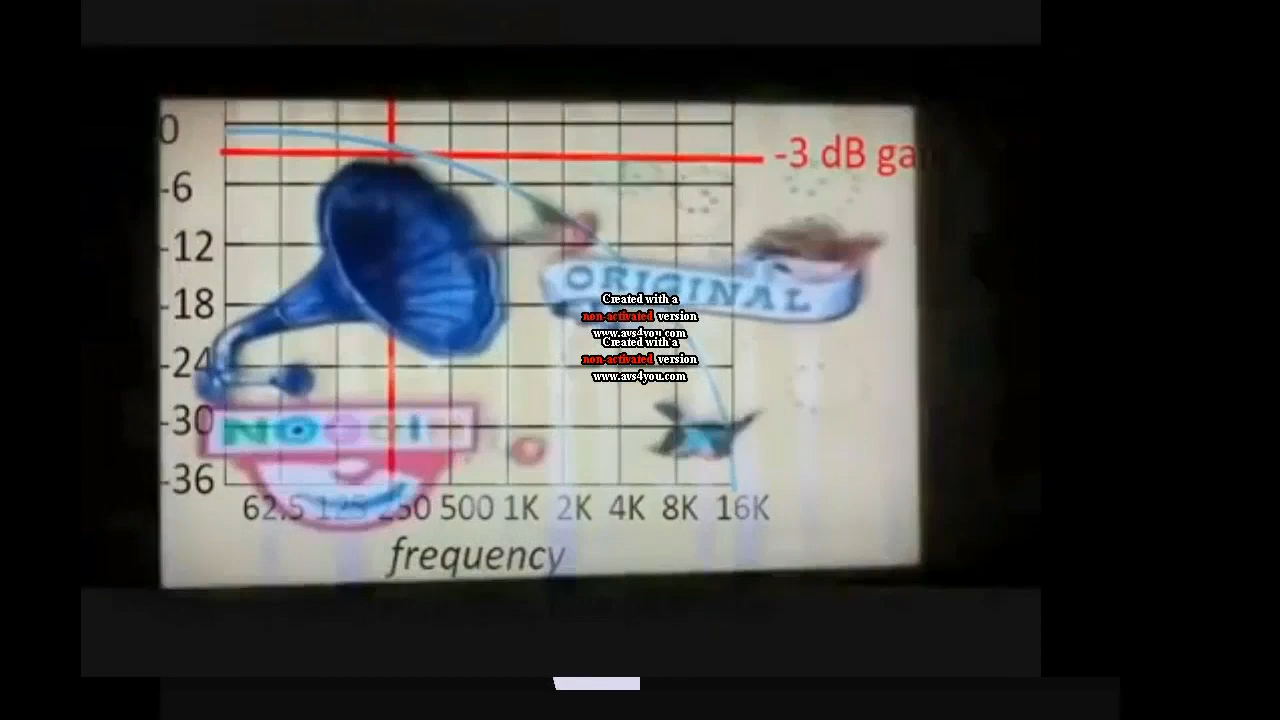 0
-3 dB ga
-6
-12
ORIGINAL
-18
Created with a
non-activated version
www.avs4you.com
Created with a
non-activated version
www.avs4you.com
-24
-30
NOGGI
-36
62.5 125 250 500 1K 2K 4K 8K 16K
frequency